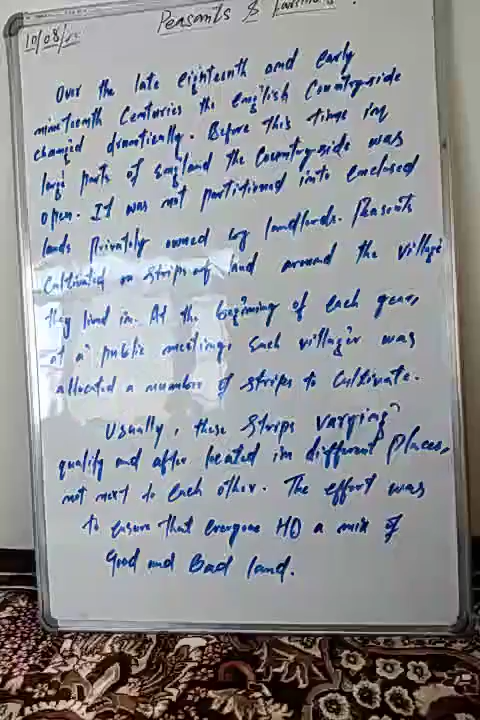 10/08/
Peasants & Farmers.
Over the late eighteenth and early
nineteenth Centuries the english Countryside
changed dramatically. Before this time in
large parts of england the Countryside was
open. It was not partitioned into enclosed
lands privately owned by landlords. Peasants
Cultivated on strips of land around the village
they lived in. At the beginning of each year,
at a public meeting, each villager was
allocated a number of strips to Cultivate.
Usually, these strips varying
quality and after located in different places,
not next to each other. The effort was
to ensure that everyone HD a mix of
Good and Bad land.